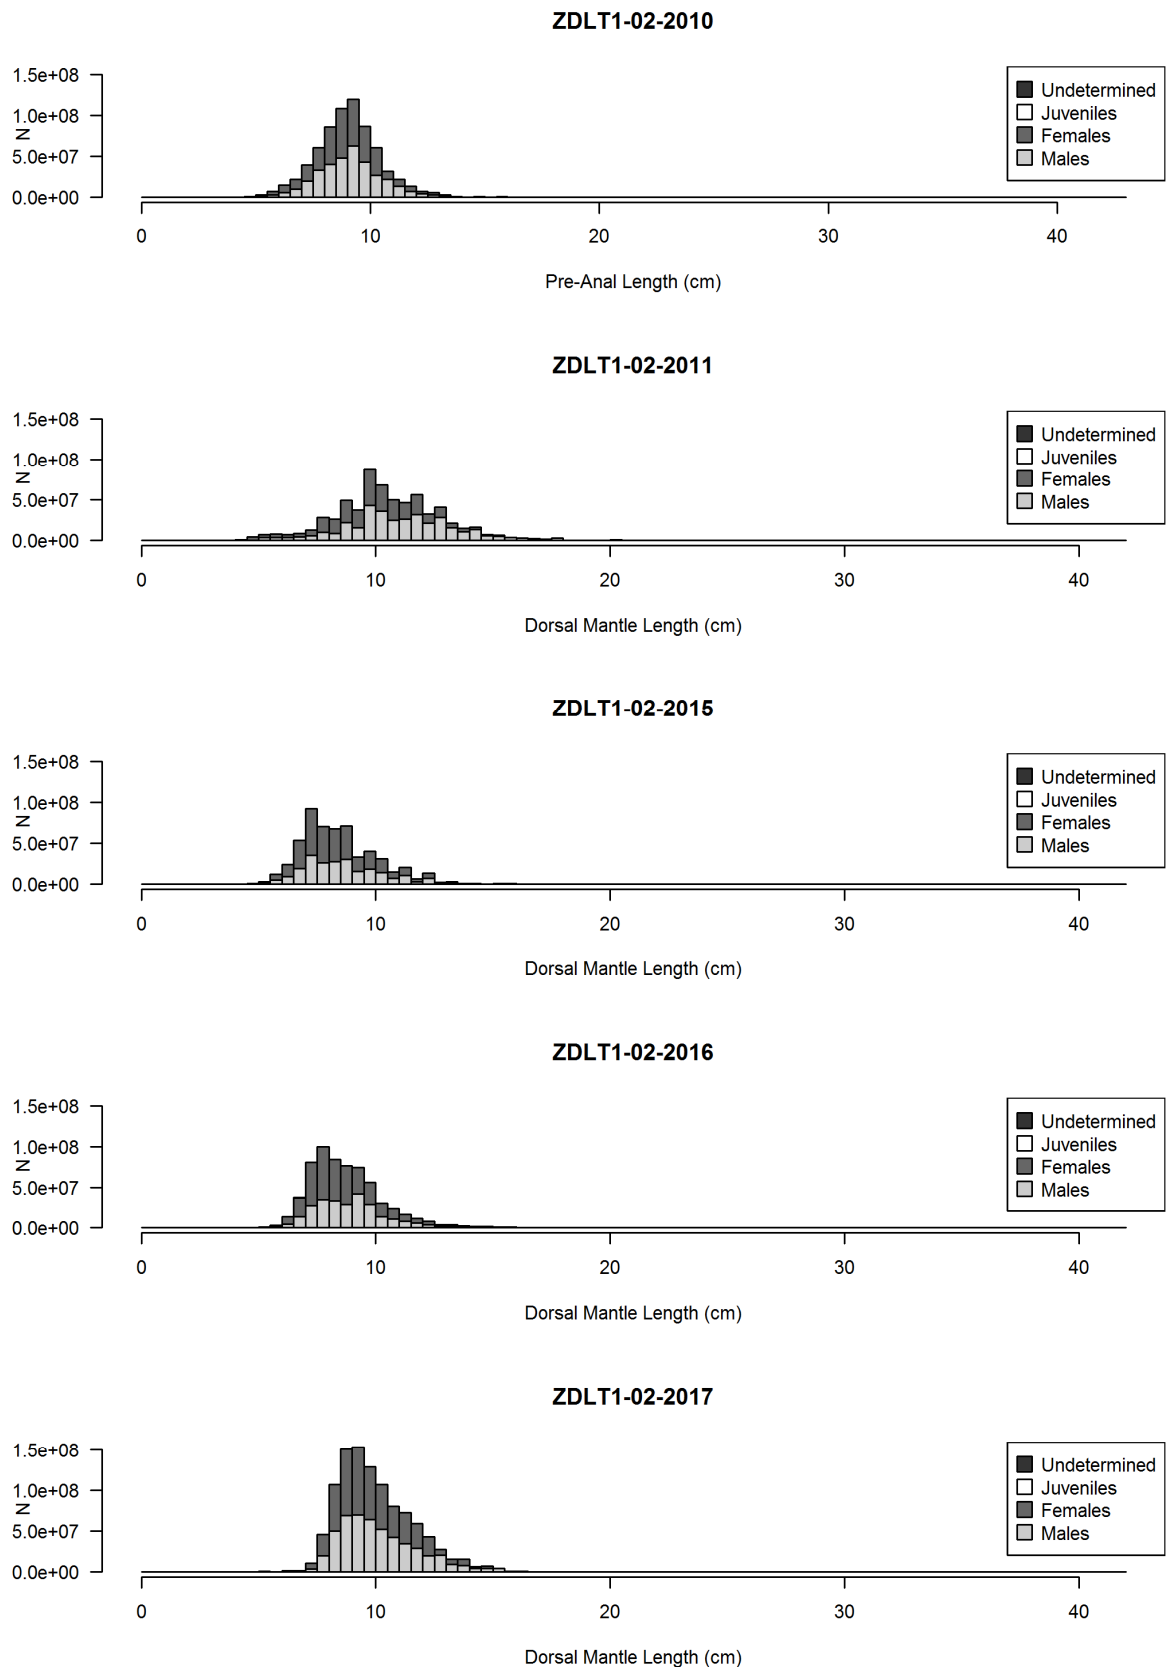 ZDLT1-02-2010
1.5e+08
1.0e+08
5.0e+07
0.0e+00
N
Undetermined
Juveniles
Females
Males
0 10 20 30 40
Pre-Anal Length (cm)
ZDLT1-02-2011
1.5e+08
1.0e+08
5.0e+07
0.0e+00
N
Undetermined
Juveniles
Females
Males
0 10 20 30 40
Dorsal Mantle Length (cm)
ZDLT1-02-2015
1.5e+08
1.0e+08
5.0e+07
0.0e+00
N
Undetermined
Juveniles
Females
Males
0 10 20 30 40
Dorsal Mantle Length (cm)
ZDLT1-02-2016
1.5e+08
1.0e+08
5.0e+07
0.0e+00
N
Undetermined
Juveniles
Females
Males
0 10 20 30 40
Dorsal Mantle Length (cm)
ZDLT1-02-2017
1.5e+08
1.0e+08
5.0e+07
0.0e+00
N
Undetermined
Juveniles
Females
Males
0 10 20 30 40
Dorsal Mantle Length (cm)